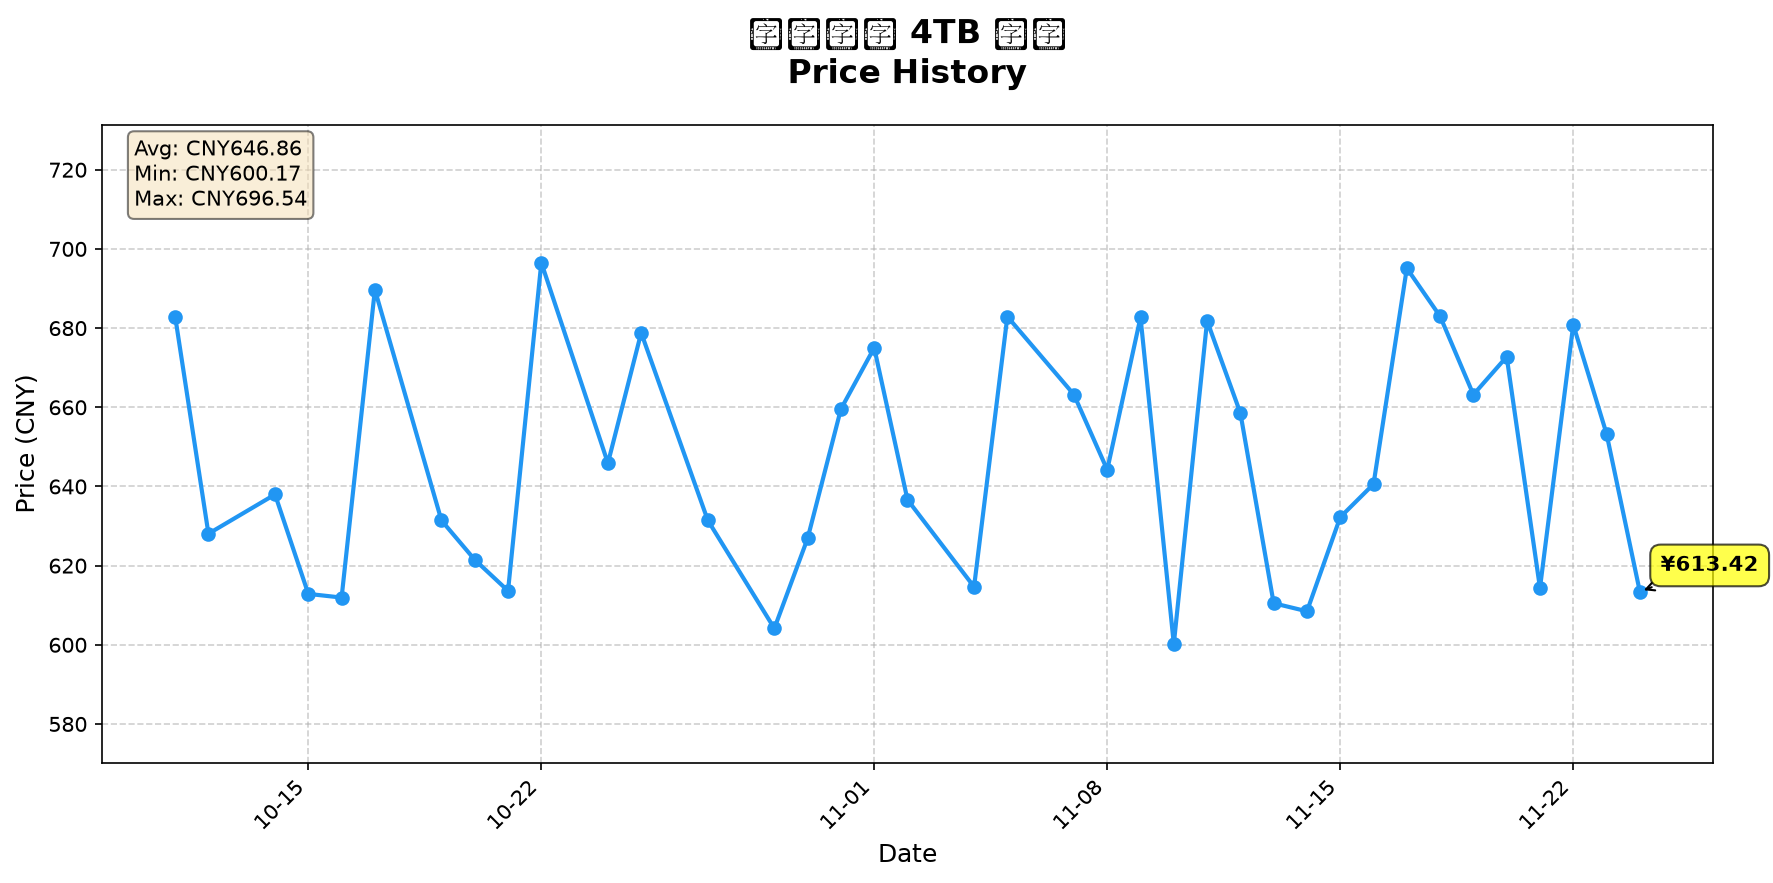 4TB
Price History
Avg: CNY646.86
Min: CNY600.17
Max: CNY696.54
720
700
680
660
640
620
600
580
Price (CNY)
¥613.42
10-15
10-22
11-01
11-08
11-15
11-22
Date